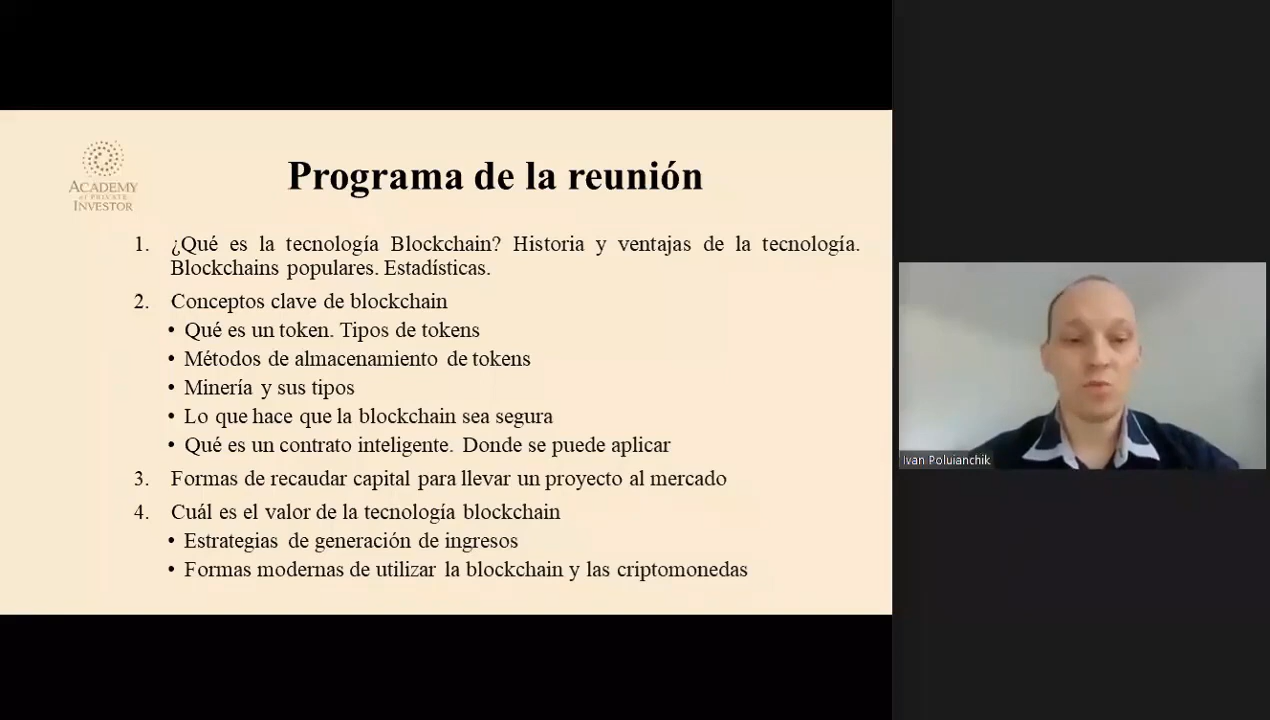 ACADEMY
OF PRIVATE
INVESTOR
Programa de la reunión
1. ¿Qué es la tecnología Blockchain? Historia y ventajas de la tecnología.
Blockchains populares. Estadísticas.
2. Conceptos clave de blockchain
• Qué es un token. Tipos de tokens
• Métodos de almacenamiento de tokens
• Minería y sus tipos
• Lo que hace que la blockchain sea segura
• Qué es un contrato inteligente. Donde se puede aplicar
3. Formas de recaudar capital para llevar un proyecto al mercado
4. Cuál es el valor de la tecnología blockchain
• Estrategias de generación de ingresos
• Formas modernas de utilizar la blockchain y las criptomonedas
Ivan Poluianchik